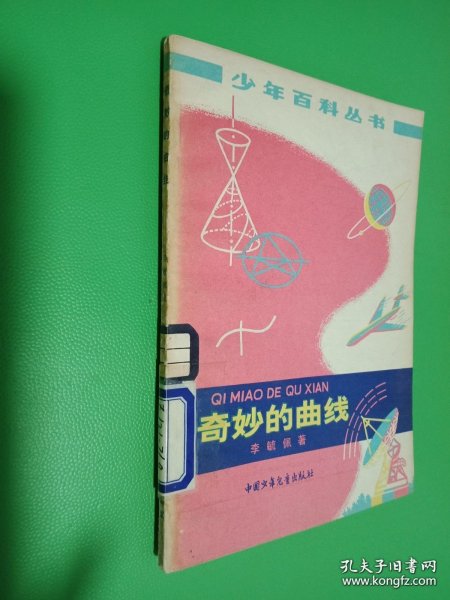 少年百科丛书
QI MIAO DE QU XIAN
奇妙的曲线
李毓佩著
中国少年儿童出版社
孔夫子旧书网
www.kongfz.com